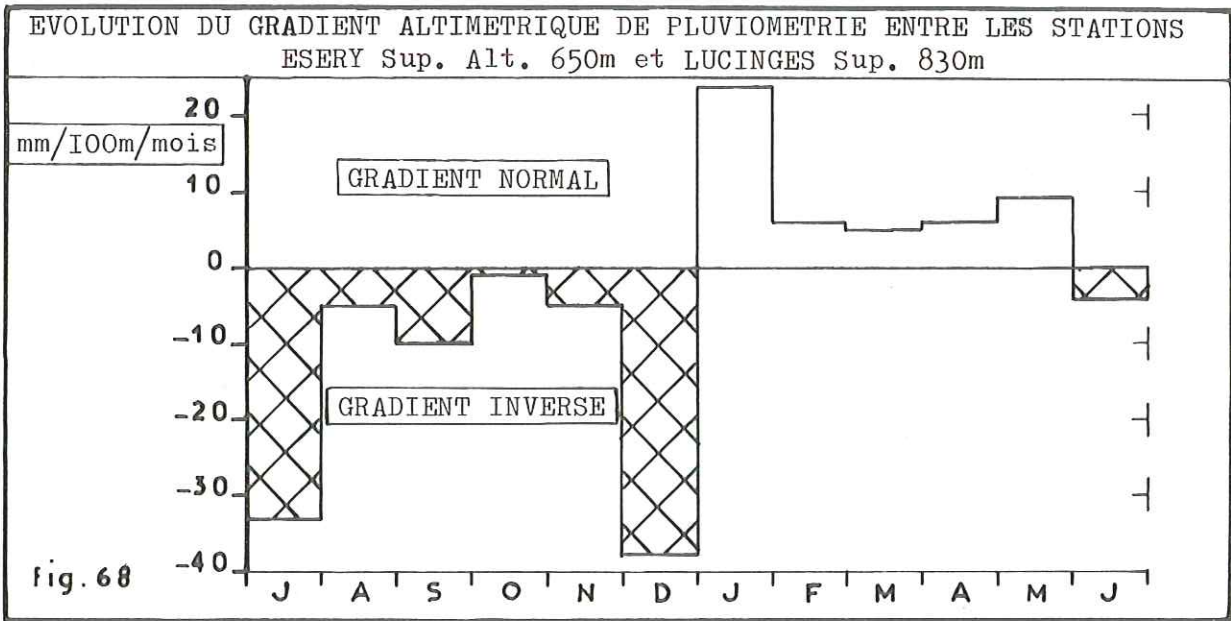 EVOLUTION DU GRADIENT ALTIMETRIQUE DE PLUVIOMETRIE ENTRE LES STATIONS
ESERY Sup. Alt. 650m et LUCINGES Sup. 830m
20
mm/I00m/mois
GRADIENT NORMAL
10
0
-10
GRADIENT INVERSE
-20
-30
-40
fig.68
J A S O N D J F M A M J